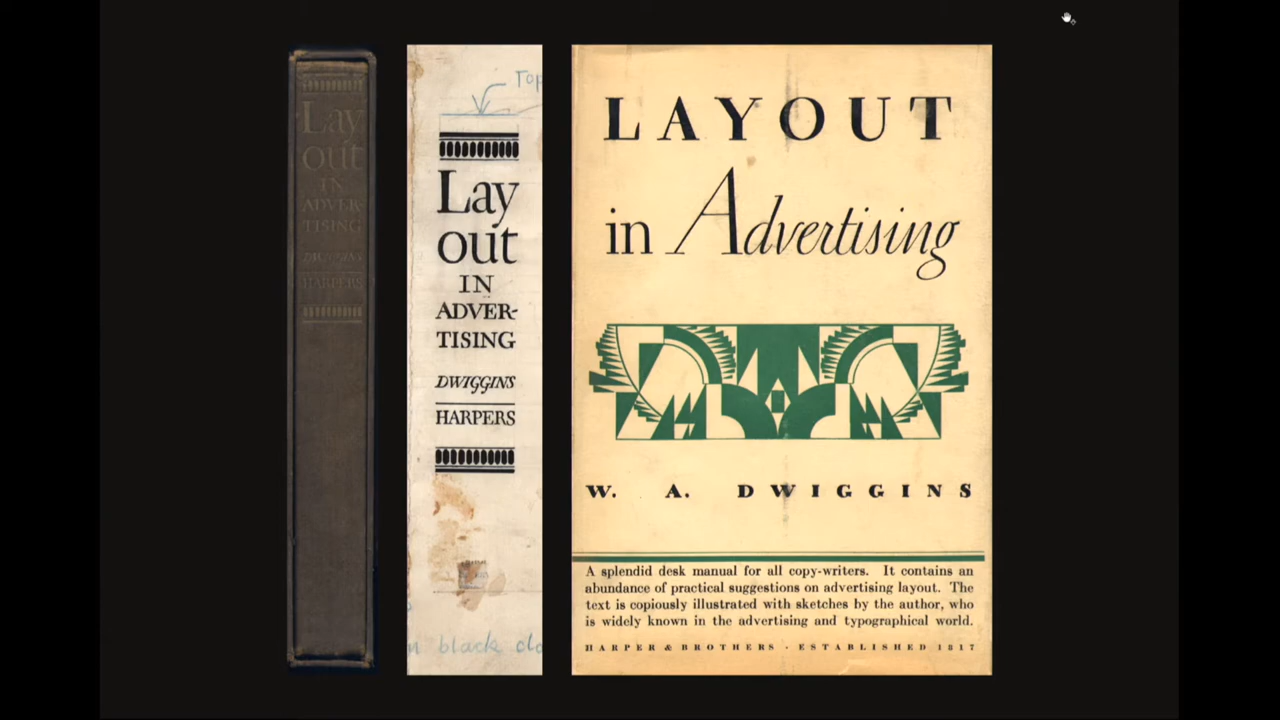 Lay
out
IN
ADVER-
TISING
DWIGGINS
HARPERS
Top
Lay
out
IN
ADVER-
TISING
DWIGGINS
HARPERS
black
LAYOUT
in Advertising
W. A. DWIGGINS
A splendid desk manual for all copy-writers. It contains an
abundance of practical suggestions on advertising layout. The
text is copiously illustrated with sketches by the author, who
is widely known in the advertising and typographical world.
HARPER & BROTHERS · ESTABLISHED 1817